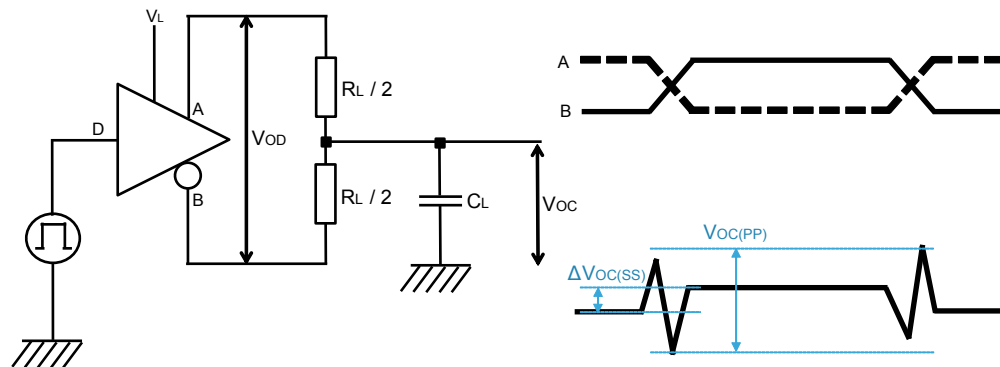 VL
A
D
B
VOD
RL / 2
RL / 2
CL
VOC
A
B
VOC(PP)
ΔVOC(SS)